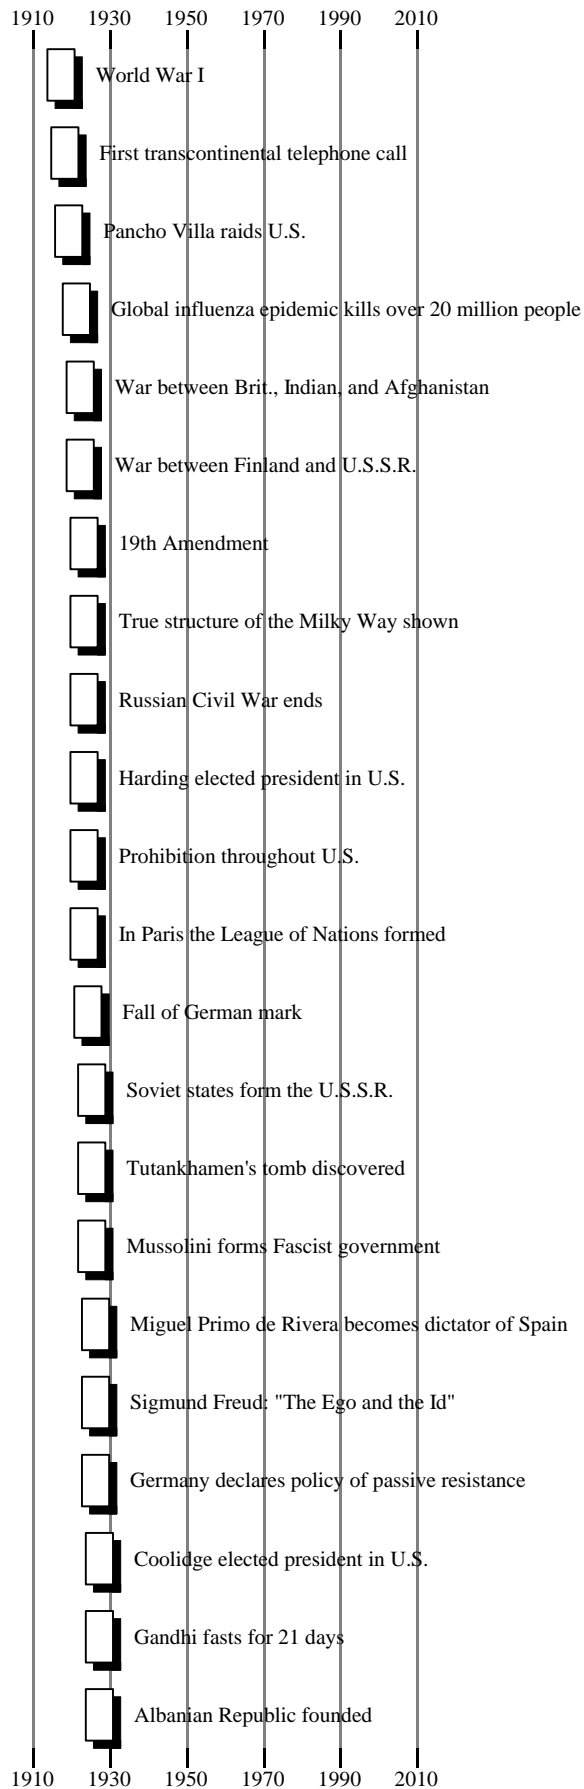 1910 1930 1950 1970 1990 2010
World War I
First transcontinental telephone call
Pancho Villa raids U.S.
Global influenza epidemic kills over 20 million people
War between Brit., Indian, and Afghanistan
War between Finland and U.S.S.R.
19th Amendment
True structure of the Milky Way shown
Russian Civil War ends
Harding elected president in U.S.
Prohibition throughout U.S.
In Paris the League of Nations formed
Fall of German mark
Soviet states form the U.S.S.R.
Tutankhamen's tomb discovered
Mussolini forms Fascist government
Miguel Primo de Rivera becomes dictator of Spain
Sigmund Freud: "The Ego and the Id"
Germany declares policy of passive resistance
Coolidge elected president in U.S.
Gandhi fasts for 21 days
Albanian Republic founded
1910 1930 1950 1970 1990 2010